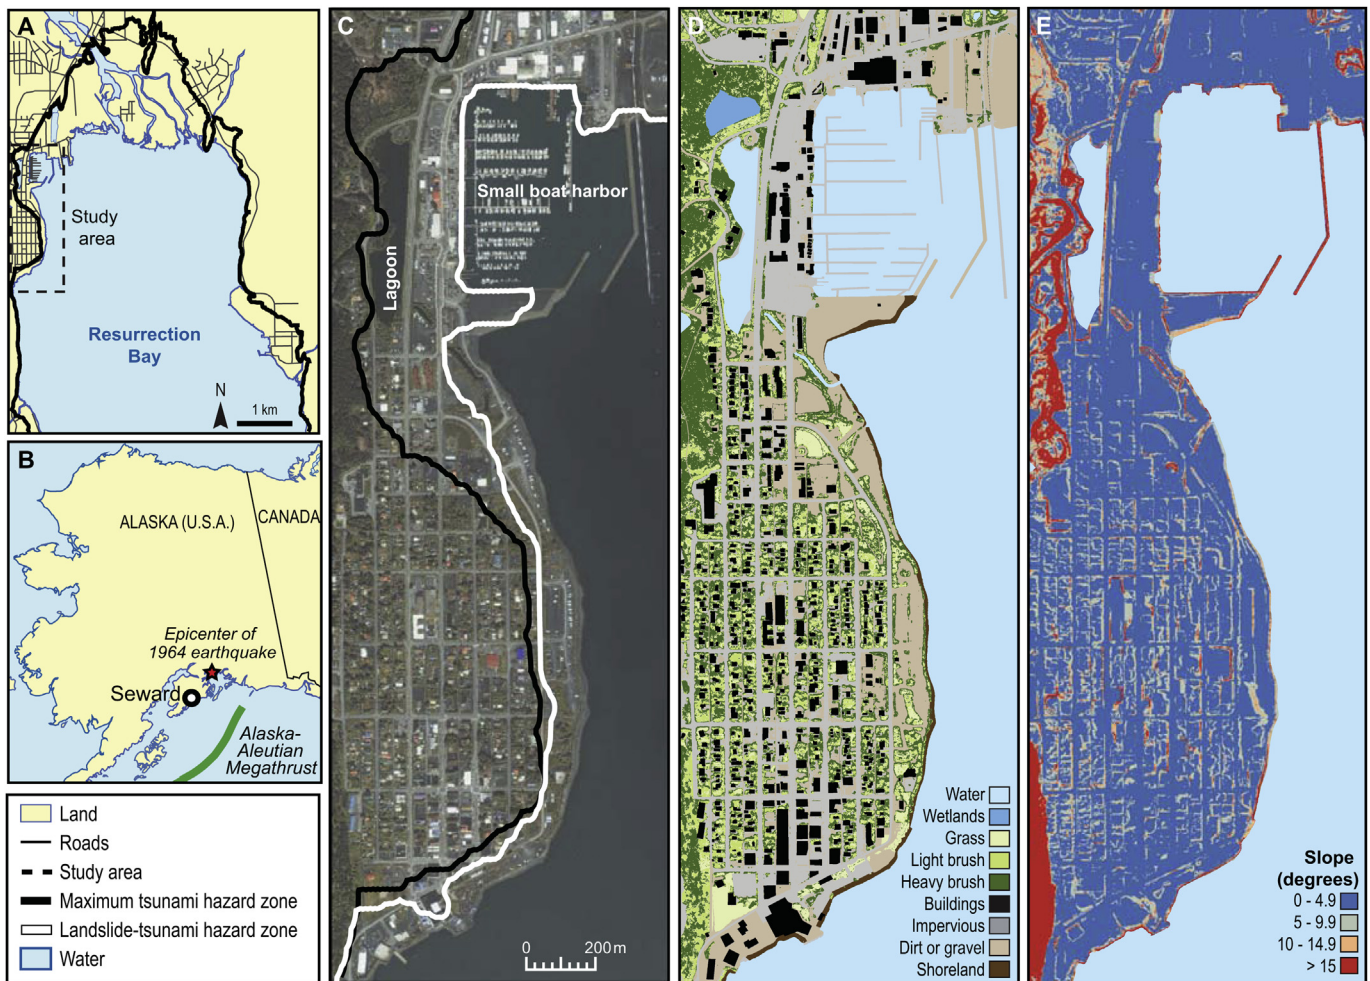 A
Study
area
Resurrection
Bay
N
1 km
B
ALASKA (U.S.A.)
CANADA
Epicenter of
1964 earthquake
Seward
Alaska-
Aleutian
Megathrust
Land
Roads
Study area
Maximum tsunami hazard zone
Landslide-tsunami hazard zone
Water
C
Small boat harbor
Lagoon
0 200 m
D
Water
Wetlands
Grass
Light brush
Heavy brush
Buildings
Impervious
Dirt or gravel
Shoreland
E
Slope
(degrees)
0 - 4.9
5 - 9.9
10 - 14.9
> 15